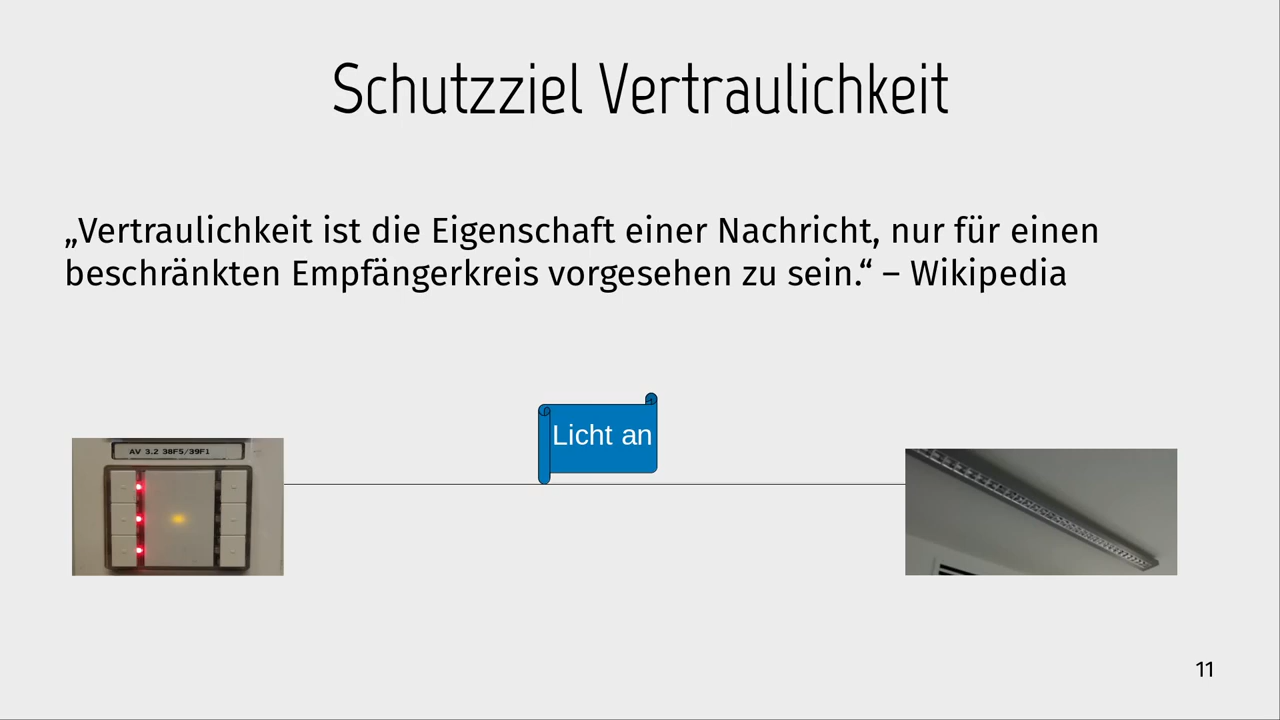 Schutzziel Vertraulichkeit
„Vertraulichkeit ist die Eigenschaft einer Nachricht, nur für einen
beschränkten Empfängerkreis vorgesehen zu sein.“ – Wikipedia
Licht an
AV 3.2 38F5/39F1
11